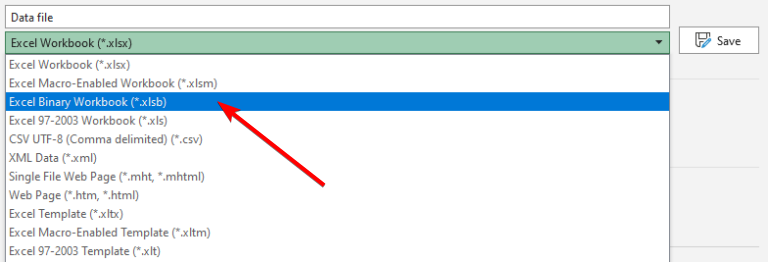 Data file
Excel Workbook (*.xlsx)
Save
Excel Workbook (*.xlsx)
Excel Macro-Enabled Workbook (*.xlsm)
Excel Binary Workbook (*.xlsb)
Excel 97-2003 Workbook (*.xls)
CSV UTF-8 (Comma delimited) (*.csv)
XML Data (*.xml)
Single File Web Page (*.mht, *.mhtml)
Web Page (*.htm, *.html)
Excel Template (*.xltx)
Excel Macro-Enabled Template (*.xltm)
Excel 97-2003 Template (*.xlt)